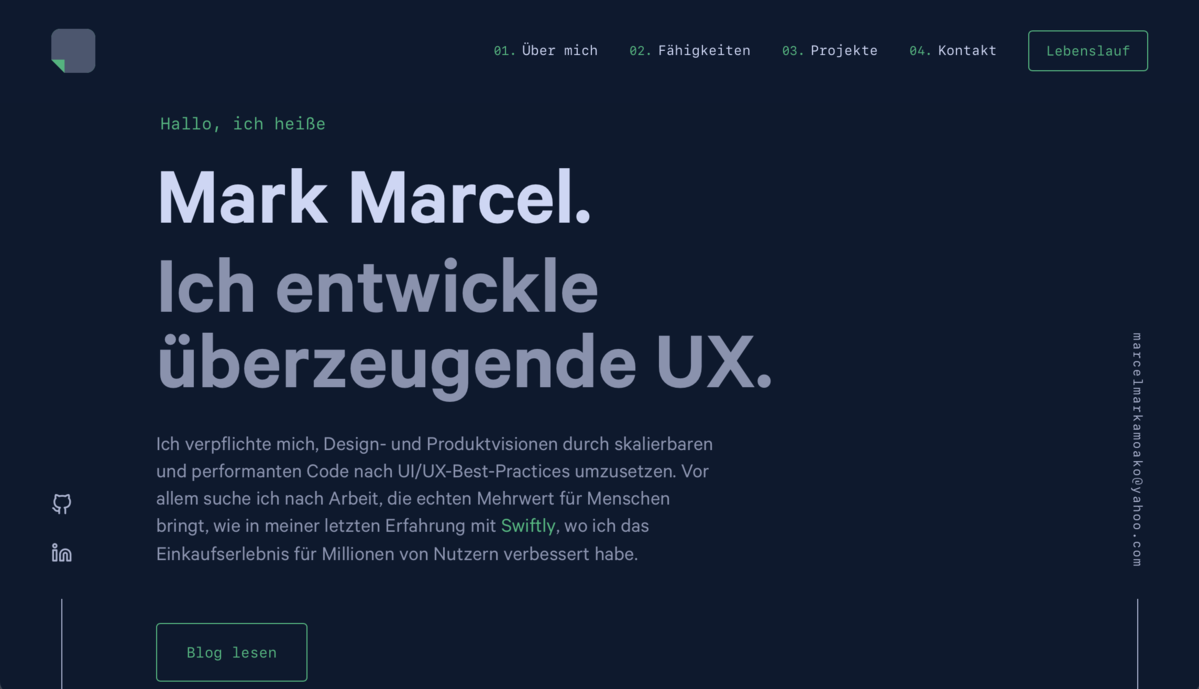 01. Über mich 02. Fähigkeiten 03. Projekte 04. Kontakt Lebenslauf
Hallo, ich heiße
Mark Marcel.
Ich entwickle
überzeugende UX.
Ich verpflichte mich, Design- und Produktvisionen durch skalierbaren
und performanten Code nach UI/UX-Best-Practices umzusetzen. Vor
allem suche ich nach Arbeit, die echten Mehrwert für Menschen
bringt, wie in meiner letzten Erfahrung mit Swiftly, wo ich das
Einkaufserlebnis für Millionen von Nutzern verbessert habe.
Blog lesen
marcelmarkamoako@yahoo.com